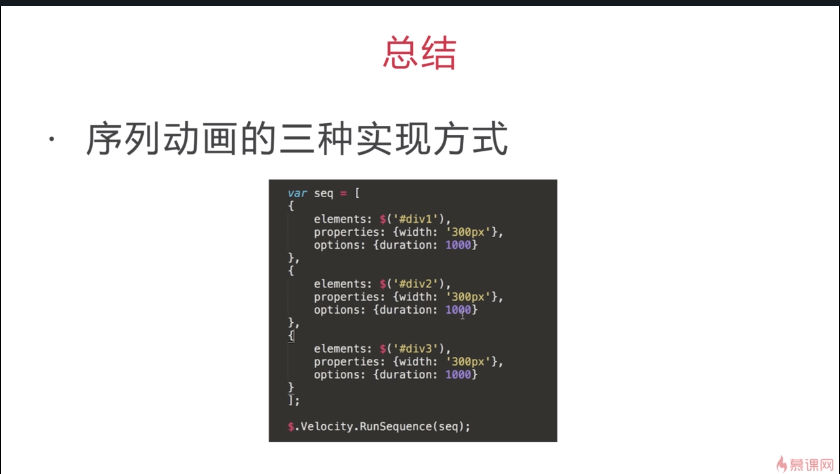 总结
· 序列动画的三种实现方式
var seq = [
{
    elements: $('#div1'),
    properties: {width: '300px'},
    options: {duration: 1000}
},
{
    elements: $('#div2'),
    properties: {width: '300px'},
    options: {duration: 1000}
},
{
    elements: $('#div3'),
    properties: {width: '300px'},
    options: {duration: 1000}
}
];
$.Velocity.RunSequence(seq);
慕课网